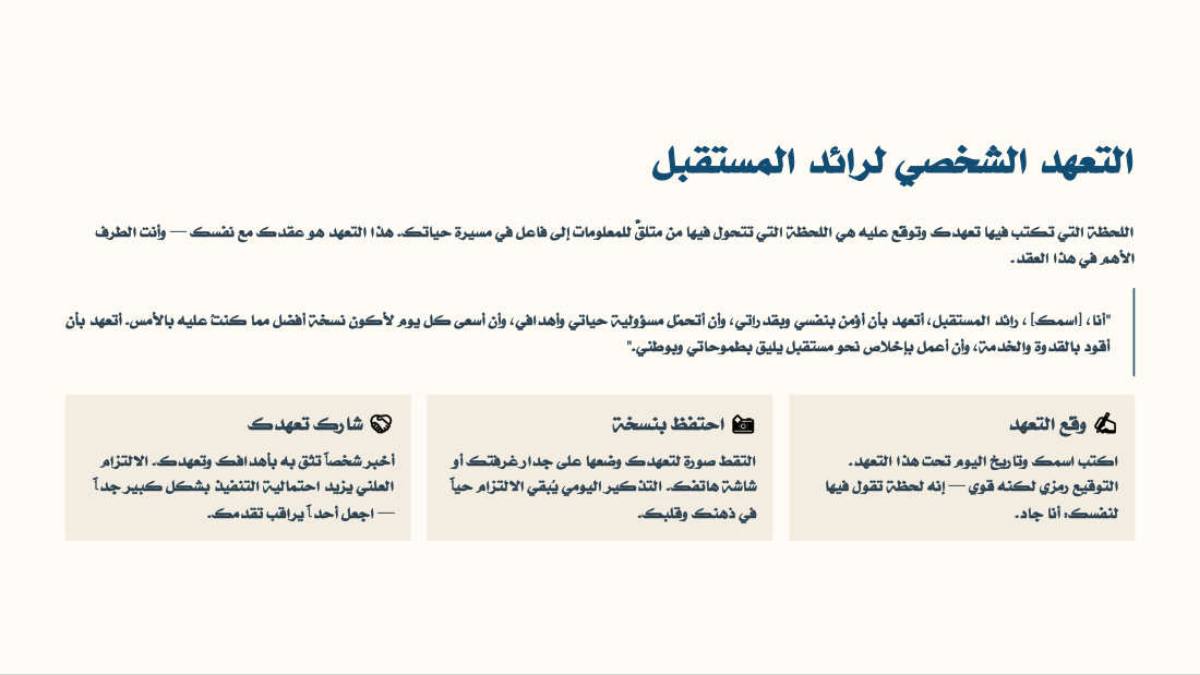 التعهد الشخصي لرائد المستقبل
اللحظة التي تكتب فيها تعهدك وتوقع عليه هي اللحظة التي تتحول فيها من متلقٍّ للمعلومات إلى فاعل في مسيرة حياتك. هذا التعهد هو عقدك مع نفسك — وأنت الطرف
الأهم في هذا العقد.
"أنا، [اسمك] ، رائد المستقبل، أتعهد بأن أؤمن بنفسي وبقدراتي، وأن أتحمّل مسؤولية حياتي وأهدافي، وأن أسعى كل يوم لأكون نسخة أفضل مما كنتُ عليه بالأمس. أتعهد بأن
أقود بالقدوة والخدمة، وأن أعمل بإخلاص نحو مستقبل يليق بطموحاتي وبوطني."
وقع التعهد
اكتب اسمك وتاريخ اليوم تحت هذا التعهد.
التوقيع رمزي لكنه قوي — إنه لحظة تقول فيها
لنفسك: أنا جاد.
احتفظ بنسخة
التقط صورة لتعهدك وضعها على جدار غرفتك أو
شاشة هاتفك. التذكير اليومي يُبقي الالتزام حياً
في ذهنك وقلبك.
شارك تعهدك
أخبر شخصاً تثق به بأهدافك وتعهدك. الالتزام
العلني يزيد احتمالية التنفيذ بشكل كبير جداً
— اجعل أحداً يراقب تقدمك.